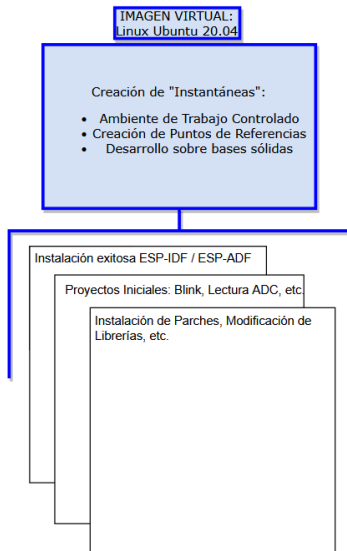 IMAGEN VIRTUAL:
Linux Ubuntu 20.04
Creación de "Instantáneas":
• Ambiente de Trabajo Controlado
• Creación de Puntos de Referencias
• Desarrollo sobre bases sólidas
Instalación exitosa ESP-IDF / ESP-ADF
Proyectos Iniciales: Blink, Lectura ADC, etc.
Instalación de Parches, Modificación de
Librerías, etc.